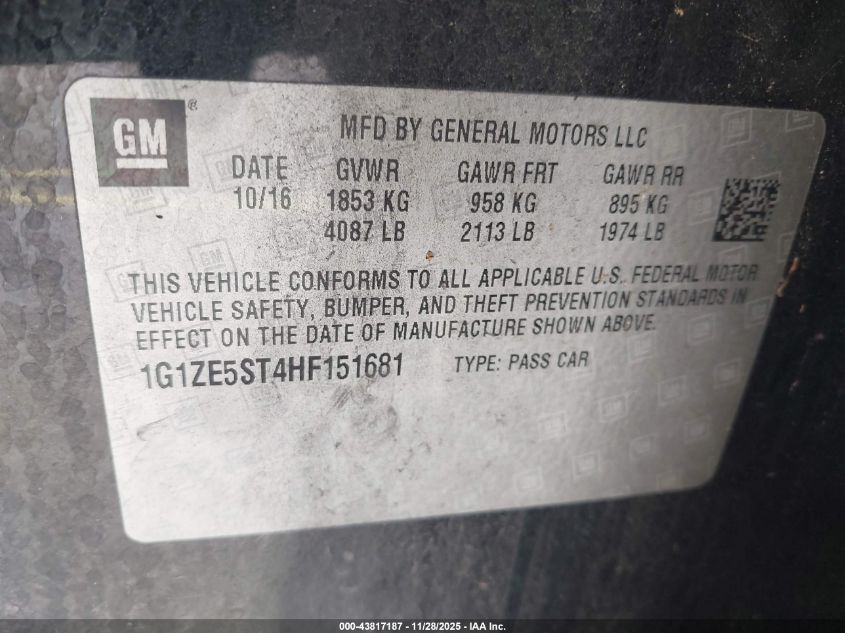 GM ®
MFD BY GENERAL MOTORS LLC
DATE GVWR GAWR FRT GAWR RR
10/16 1853 KG 958 KG 895 KG
4087 LB 2113 LB 1974 LB
THIS VEHICLE CONFORMS TO ALL APPLICABLE U.S. FEDERAL MOTOR
VEHICLE SAFETY, BUMPER, AND THEFT PREVENTION STANDARDS IN
EFFECT ON THE DATE OF MANUFACTURE SHOWN ABOVE.
1G1ZE5ST4HF151681 TYPE: PASS CAR
000-43817187 - 11/28/2025 - IAA Inc.